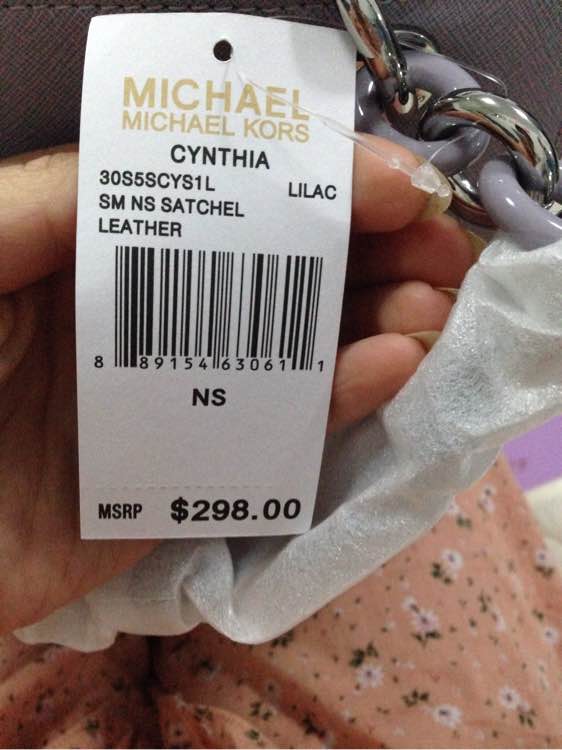 MICHAEL
MICHAEL KORS
CYNTHIA
30S5SCYS1L LILAC
SM NS SATCHEL
LEATHER
8 89154 63061 1
NS
MSRP $298.00